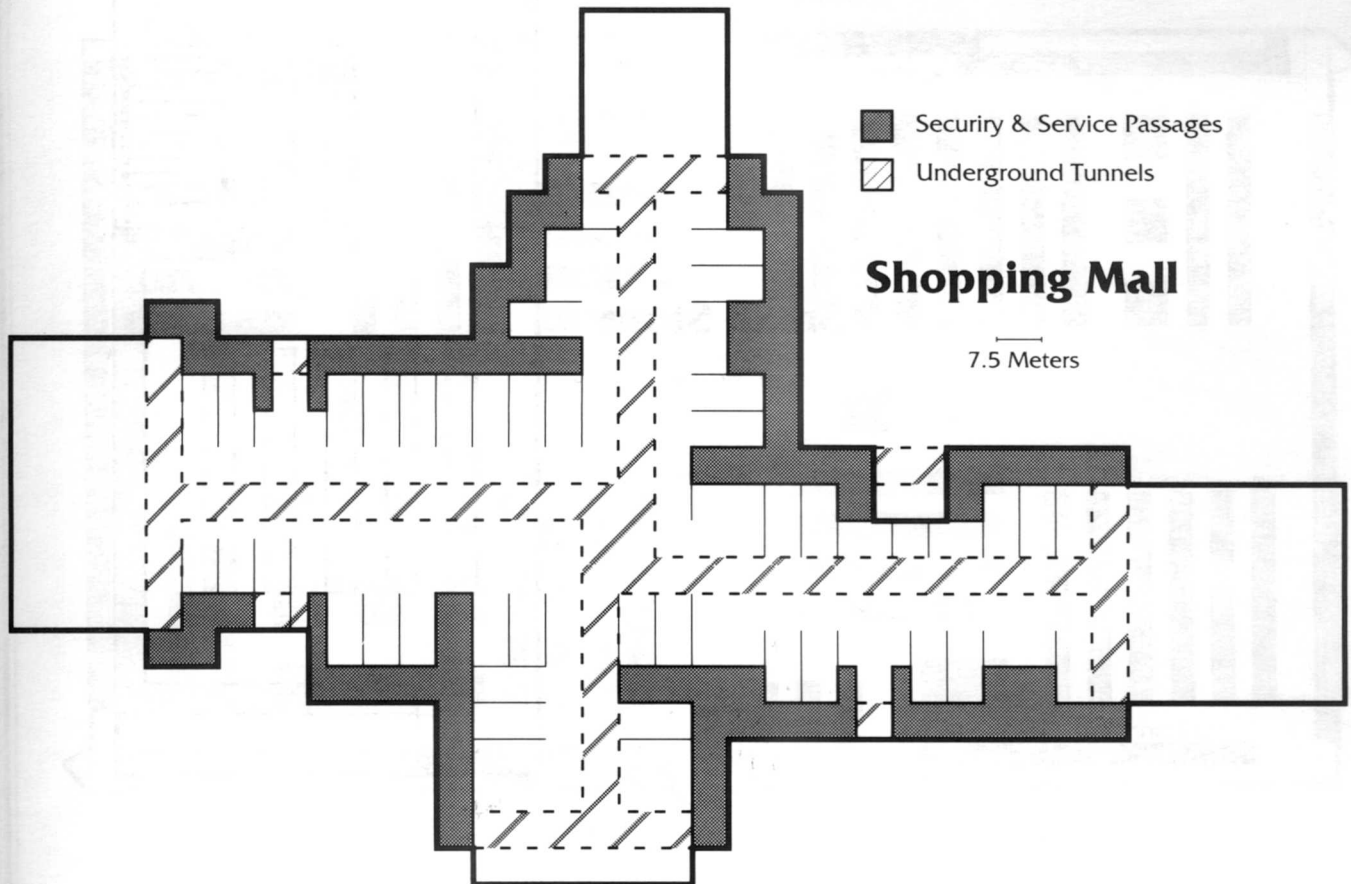 Securiry & Service Passages
Underground Tunnels
Shopping Mall
7.5 Meters